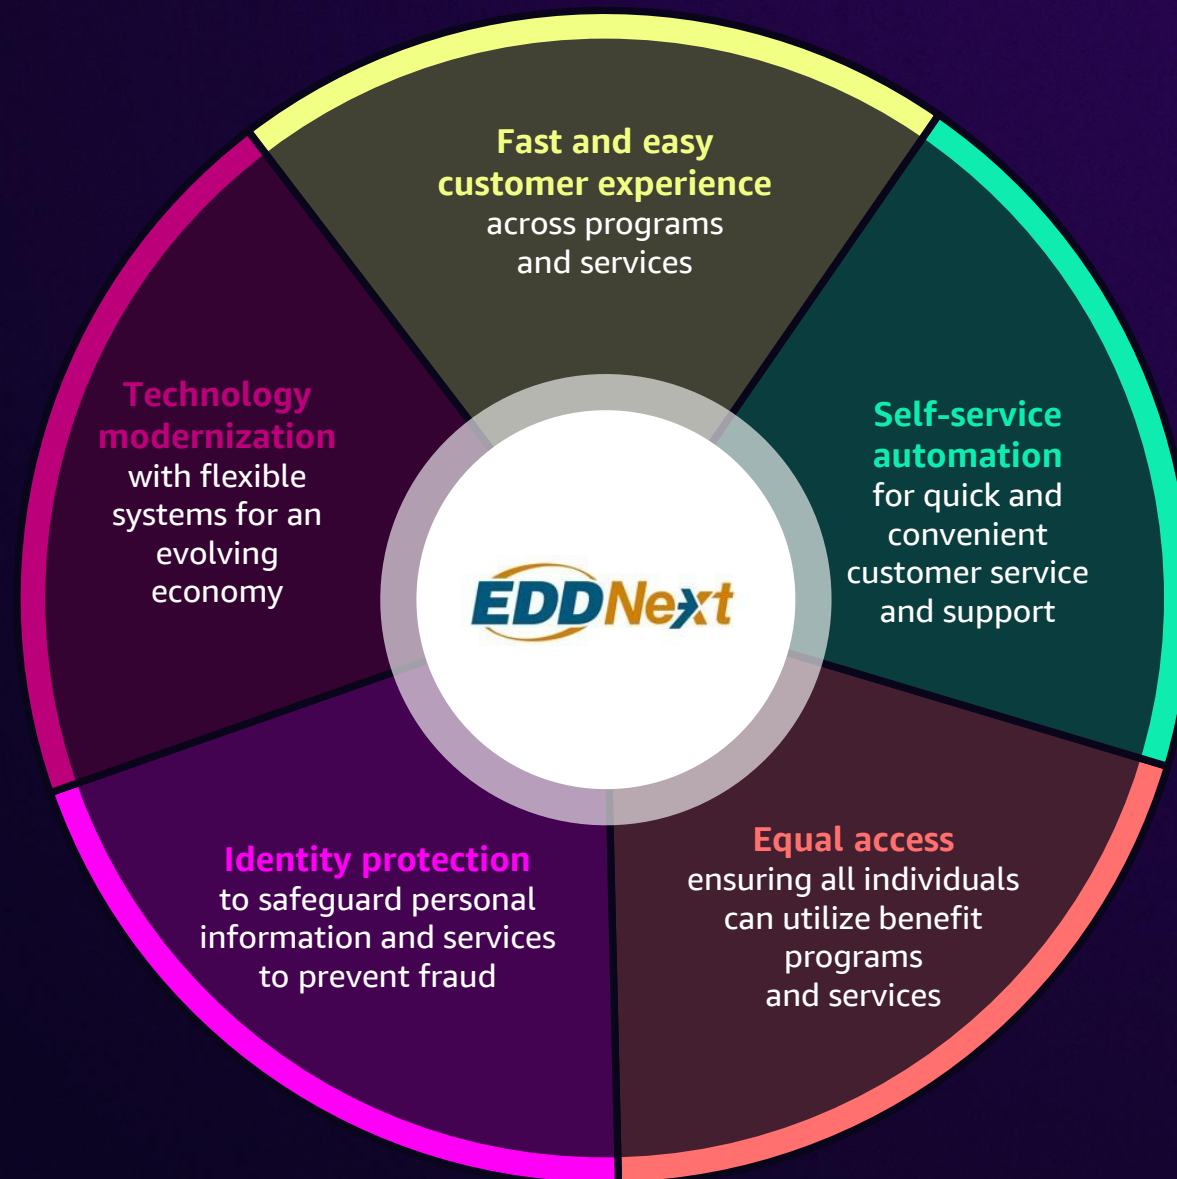 Fast and easy
customer experience
across programs
and services
Technology
modernization
with flexible
systems for an
evolving
economy
Self-service
automation
for quick and
convenient
customer service
and support
EDDNext
Identity protection
to safeguard personal
information and services
to prevent fraud
Equal access
ensuring all individuals
can utilize benefit
programs
and services